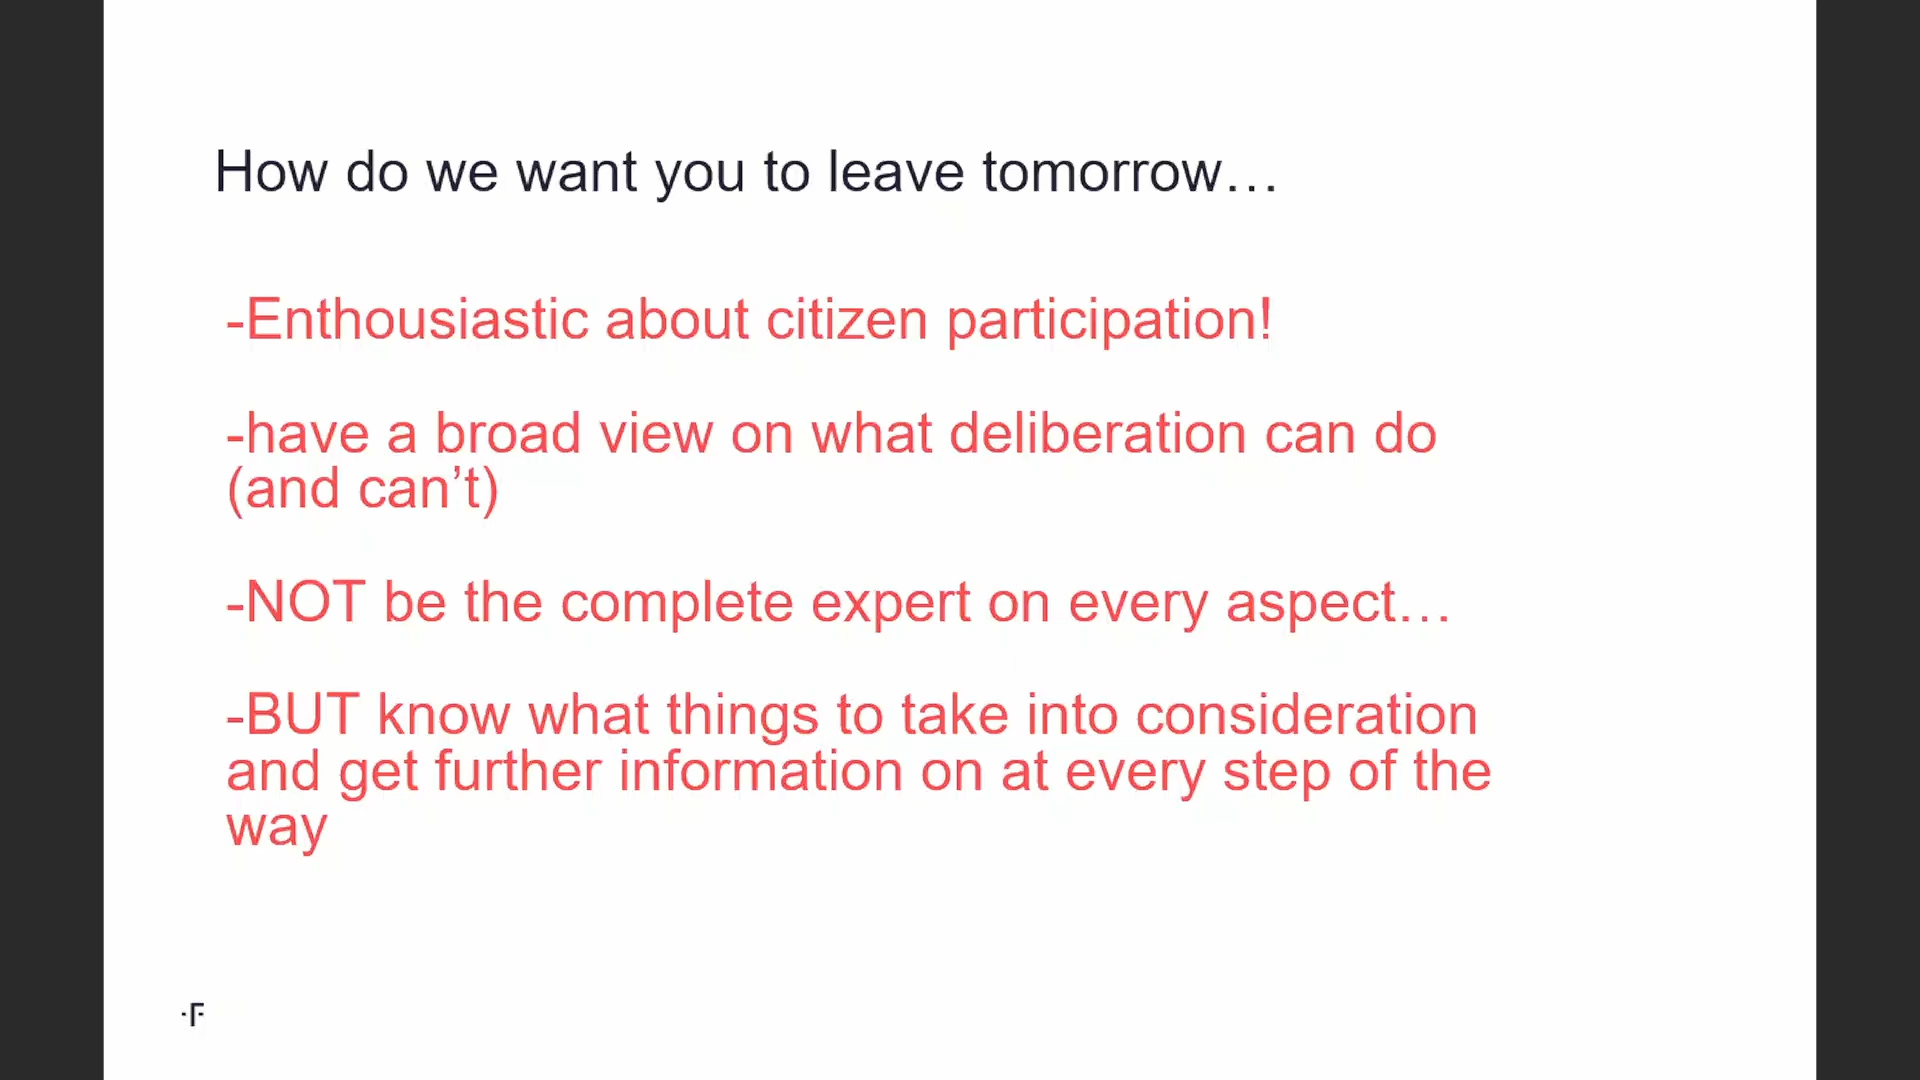 How do we want you to leave tomorrow…
-Enthousiastic about citizen participation!
-have a broad view on what deliberation can do
(and can’t)
-NOT be the complete expert on every aspect…
-BUT know what things to take into consideration
and get further information on at every step of the
way
·F